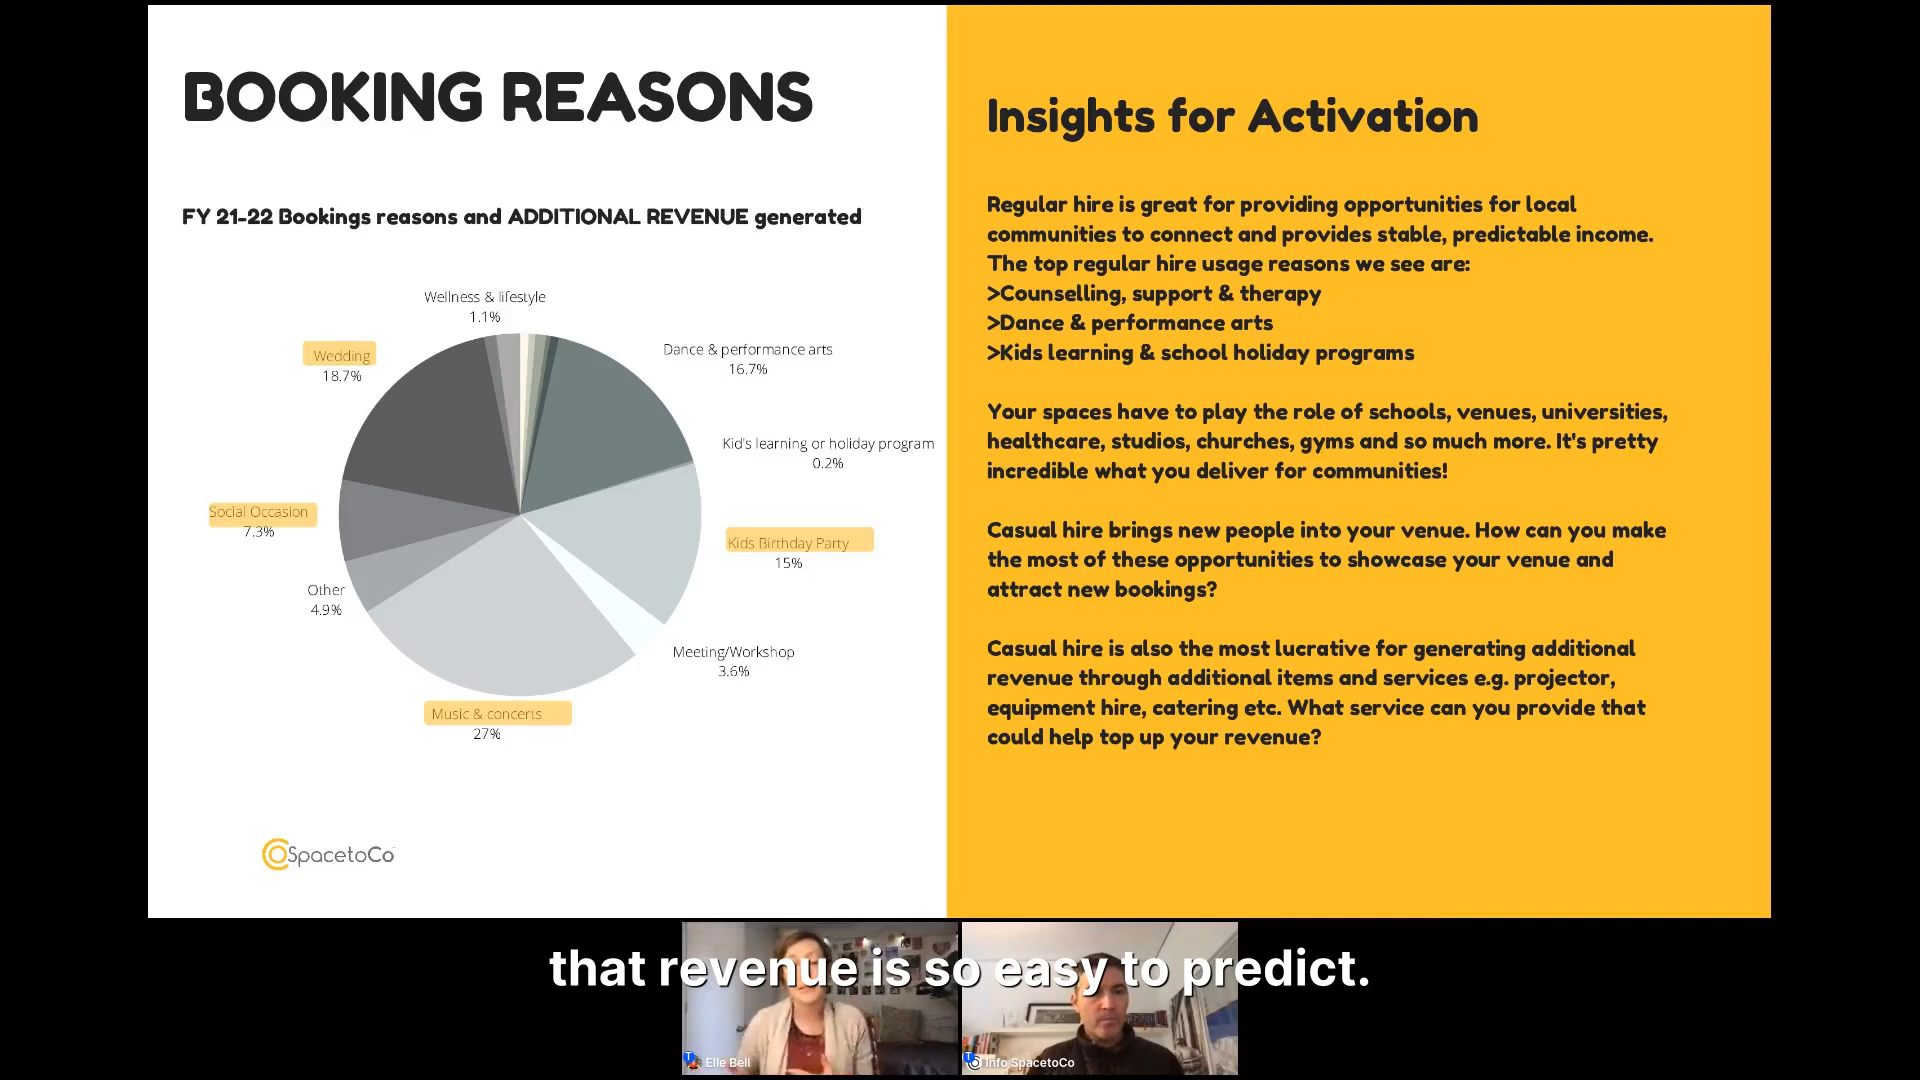 BOOKING REASONS
FY 21-22 Bookings reasons and ADDITIONAL REVENUE generated
Wellness & lifestyle
1.1%
Wedding
18.7%
Dance & performance arts
16.7%
Kid's learning or holiday program
0.2%
Social Occasion
7.3%
Kids Birthday Party
15%
Other
4.9%
Meeting/Workshop
3.6%
Music & concerts
27%
SpacetoCo
Insights for Activation
Regular hire is great for providing opportunities for local
communities to connect and provides stable, predictable income.
The top regular hire usage reasons we see are:
>Counselling, support & therapy
>Dance & performance arts
>Kids learning & school holiday programs
Your spaces have to play the role of schools, venues, universities,
healthcare, studios, churches, gyms and so much more. It's pretty
incredible what you deliver for communities!
Casual hire brings new people into your venue. How can you make
the most of these opportunities to showcase your venue and
attract new bookings?
Casual hire is also the most lucrative for generating additional
revenue through additional items and services e.g. projector,
equipment hire, catering etc. What service can you provide that
could help top up your revenue?
that revenue is so easy to predict.
Elle Bell
Info SpacetoCo